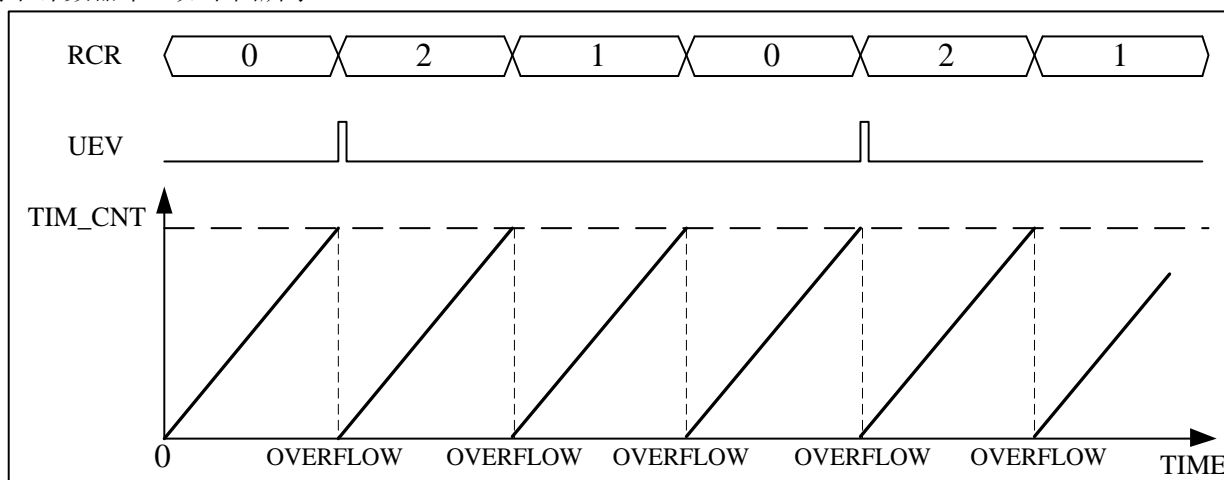 RCR 0 2 1 0 2 1
UEV
TIM_CNT
0 OVERFLOW OVERFLOW OVERFLOW OVERFLOW OVERFLOW TIME